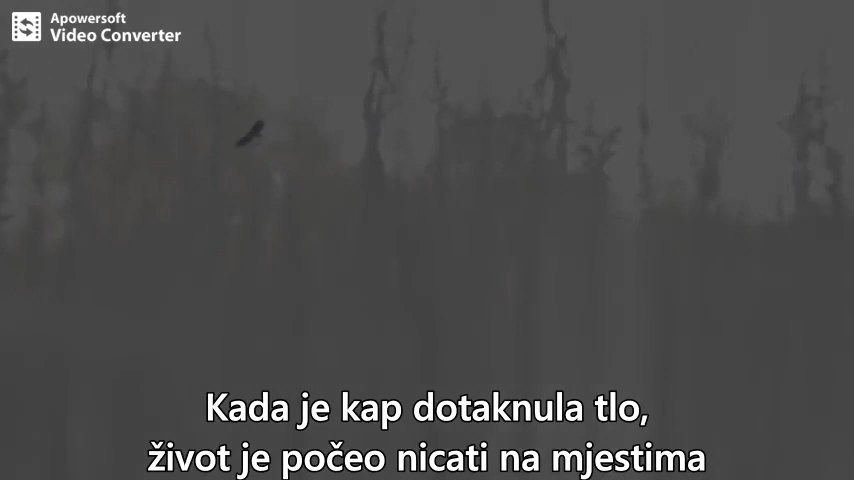 Apowersoft
Video Converter
Kada je kap dotaknula tlo,
život je počeo nicati na mjestima